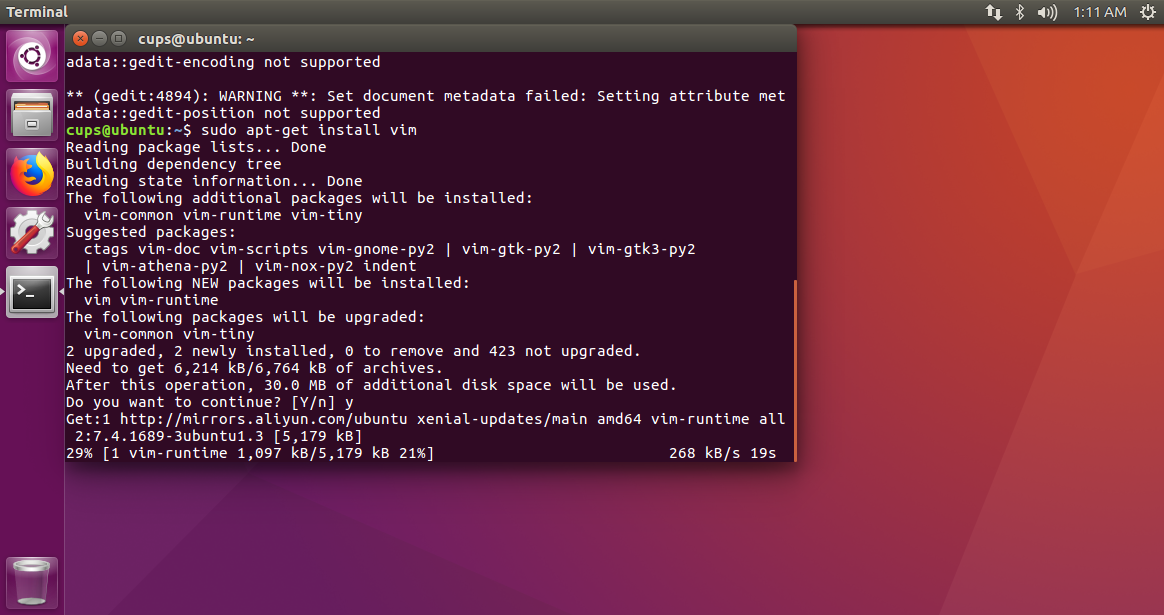 Terminal
1:11 AM
cups@ubuntu: ~
adata::gedit-encoding not supported
** (gedit:4894): WARNING **: Set document metadata failed: Setting attribute met
adata::gedit-position not supported
cups@ubuntu:~$ sudo apt-get install vim
Reading package lists... Done
Building dependency tree
Reading state information... Done
The following additional packages will be installed:
  vim-common vim-runtime vim-tiny
Suggested packages:
  ctags vim-doc vim-scripts vim-gnome-py2 | vim-gtk-py2 | vim-gtk3-py2
  | vim-athena-py2 | vim-nox-py2 indent
The following NEW packages will be installed:
  vim vim-runtime
The following packages will be upgraded:
  vim-common vim-tiny
2 upgraded, 2 newly installed, 0 to remove and 423 not upgraded.
Need to get 6,214 kB/6,764 kB of archives.
After this operation, 30.0 MB of additional disk space will be used.
Do you want to continue? [Y/n] y
Get:1 http://mirrors.aliyun.com/ubuntu xenial-updates/main amd64 vim-runtime all
 2:7.4.1689-3ubuntu1.3 [5,179 kB]
29% [1 vim-runtime 1,097 kB/5,179 kB 21%] 268 kB/s 19s